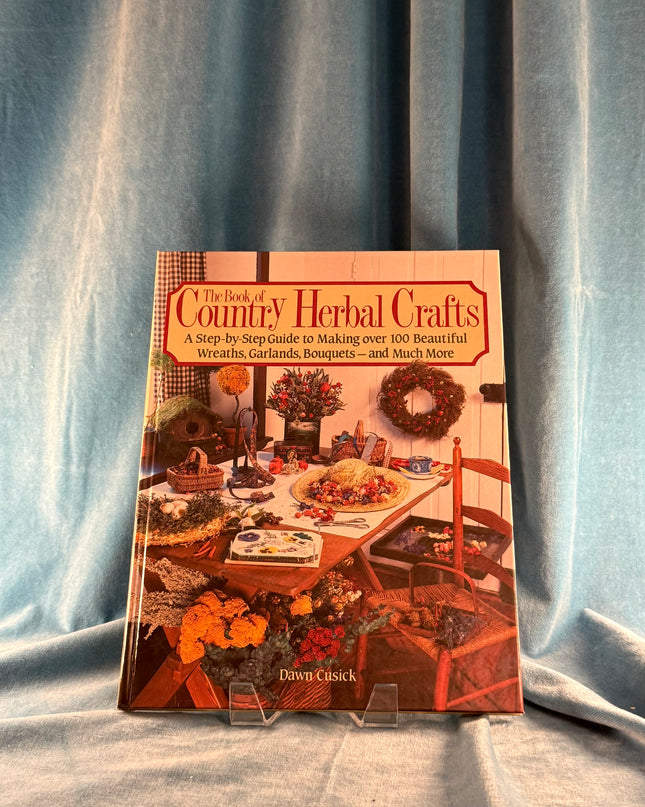 The Book of
Country Herbal Crafts
A Step-by-Step Guide to Making over 100 Beautiful
Wreaths, Garlands, Bouquets — and Much More
Dawn Cusick